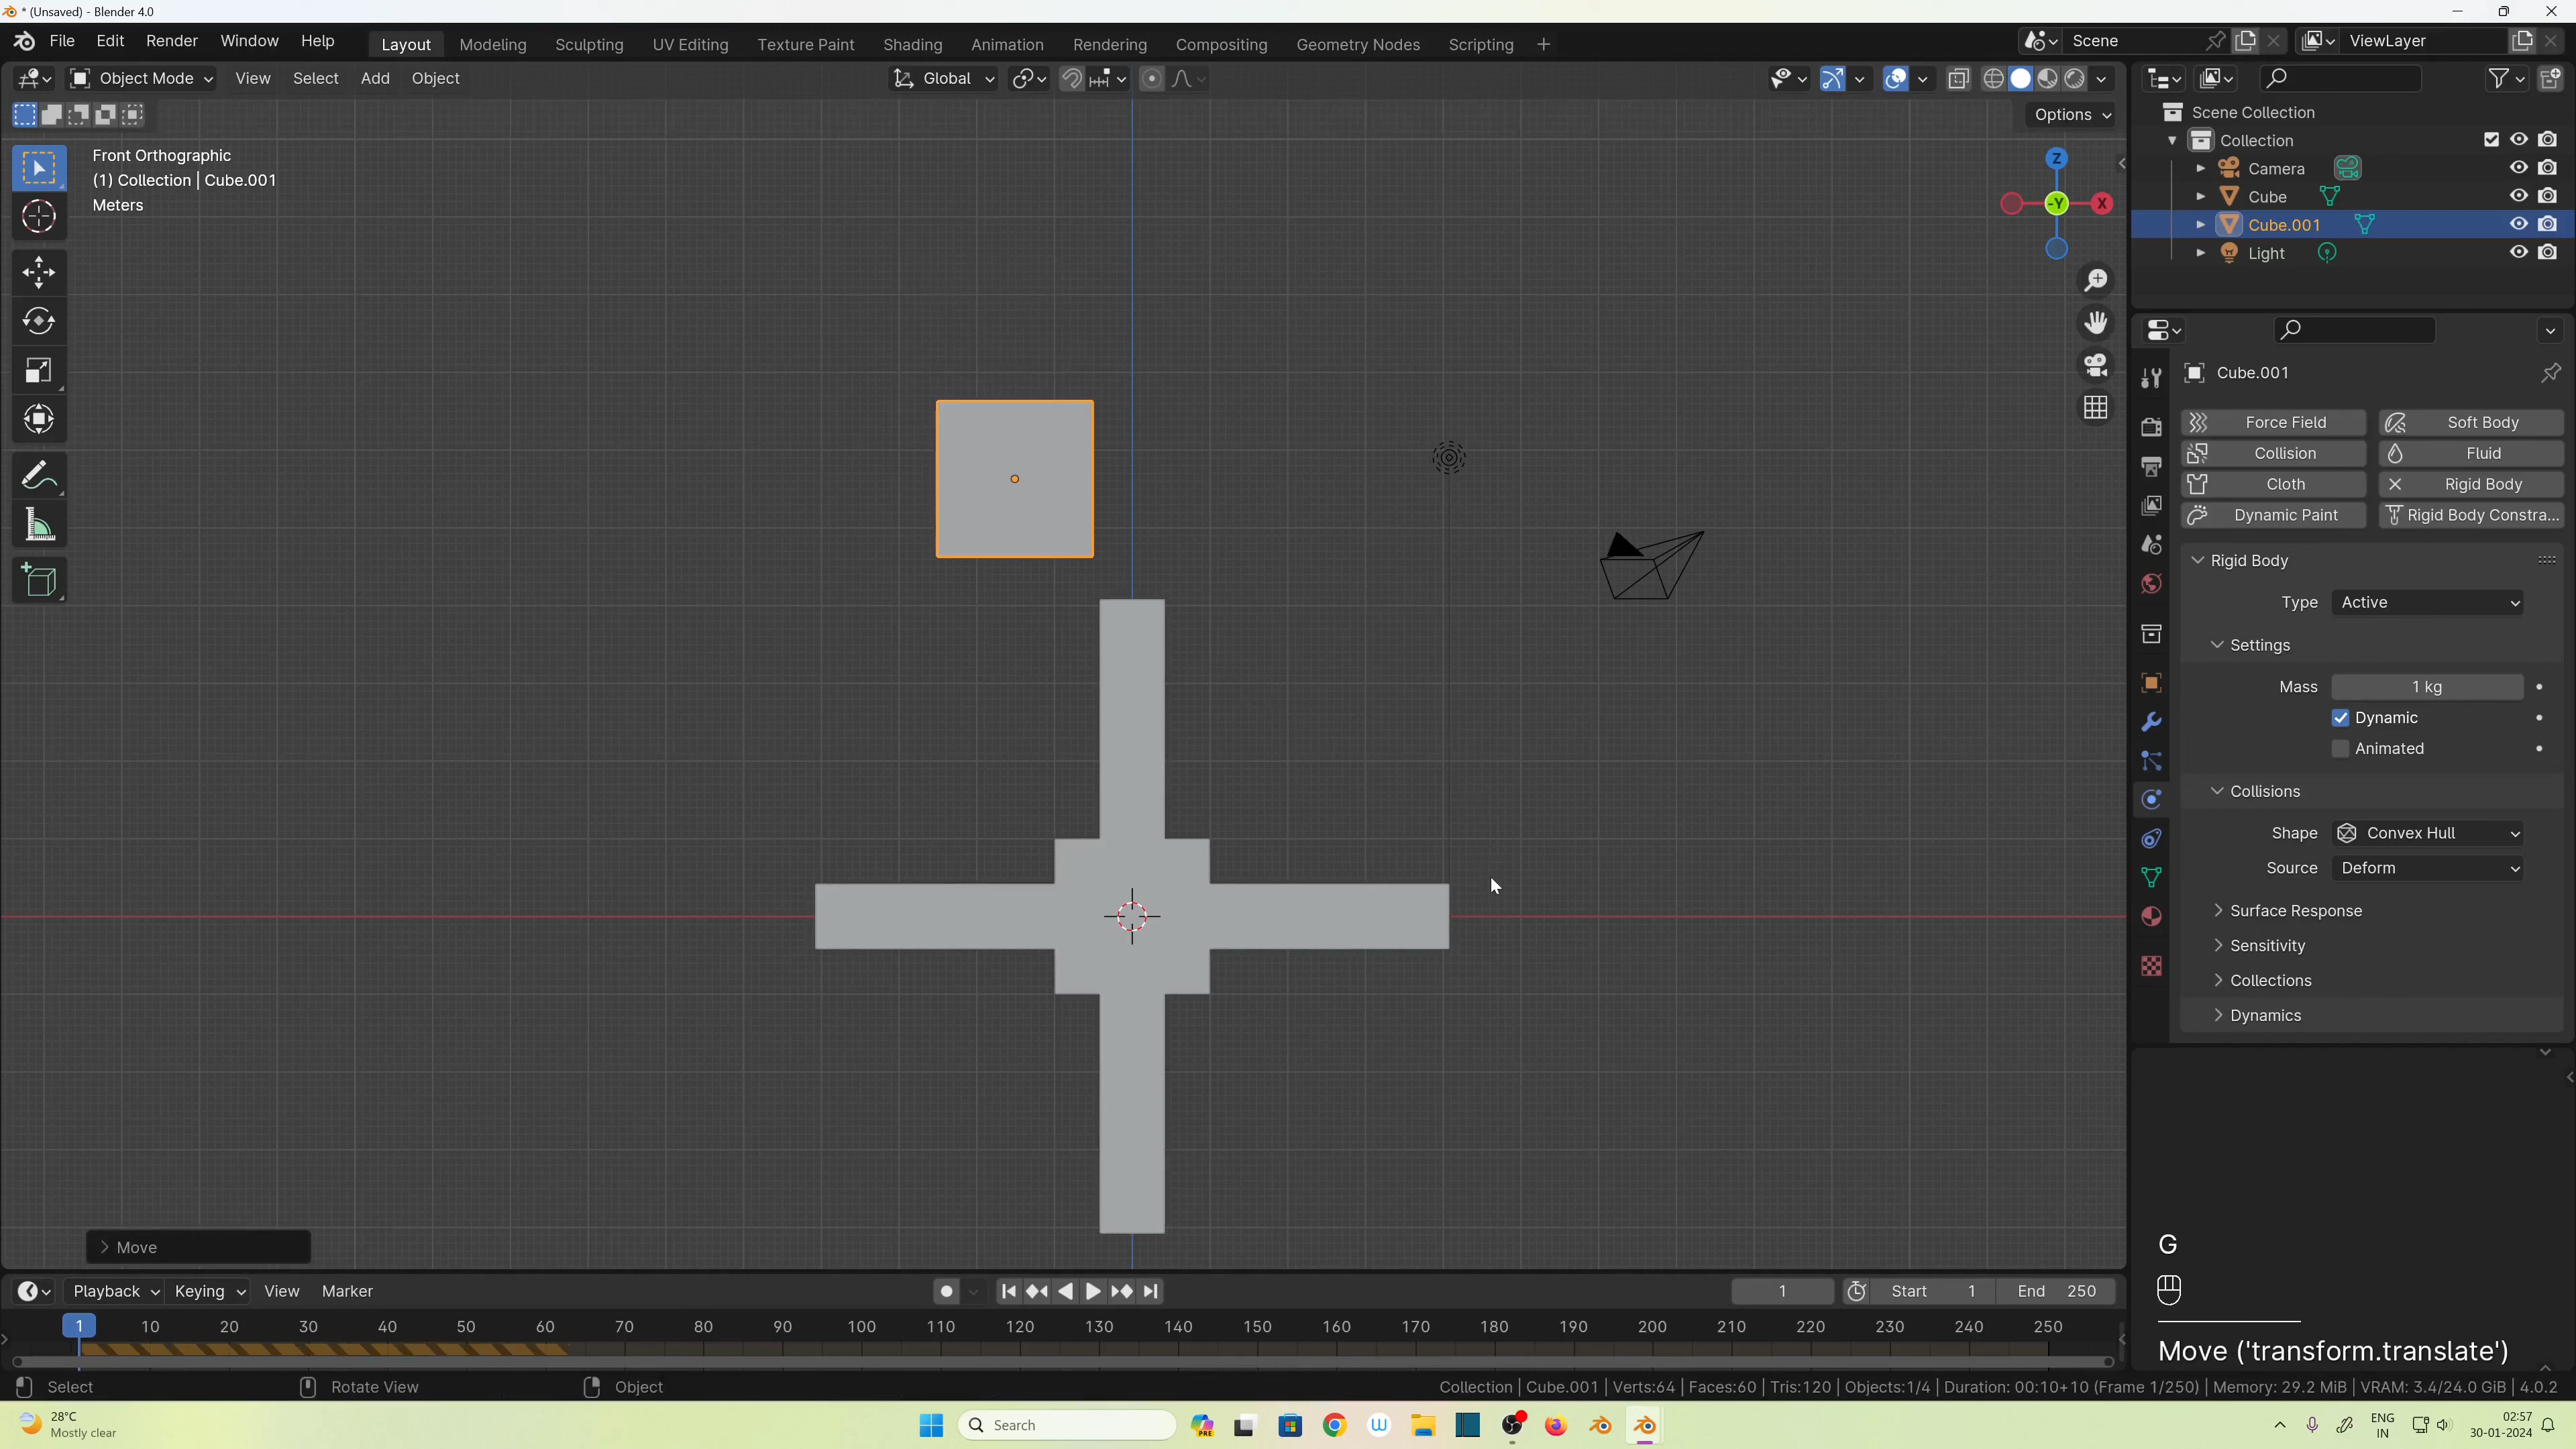 * (Unsaved) - Blender 4.0
File Edit Render Window Help Layout Modeling Sculpting UV Editing Texture Paint Shading Animation Rendering Compositing Geometry Nodes Scripting + Scene ViewLayer
Object Mode View Select Add Object Global
Options
Front Orthographic
(1) Collection | Cube.001
Meters
Z
-Y
X
Scene Collection
Collection
Camera
Cube
Cube.001
Light
Cube.001
Force Field Soft Body
Collision Fluid
Cloth Rigid Body
Dynamic Paint Rigid Body Constra...
Rigid Body
Type Active
Settings
Mass 1 kg
Dynamic
Animated
Collisions
Shape Convex Hull
Source Deform
Surface Response
Sensitivity
Collections
Dynamics
Move
G
Move ('transform.translate')
Playback Keying View Marker 1 Start 1 End 250
1 10 20 30 40 50 60 70 80 90 100 110 120 130 140 150 160 170 180 190 200 210 220 230 240 250
Select Rotate View Object Collection | Cube.001 | Verts:64 | Faces:60 | Tris:120 | Objects:1/4 | Duration: 00:10+10 (Frame 1/250) | Memory: 29.2 MiB | VRAM: 3.4/24.0 GiB | 4.0.2
28°C
Mostly clear
Search
PRE
ENG
IN
02:57
30-01-2024